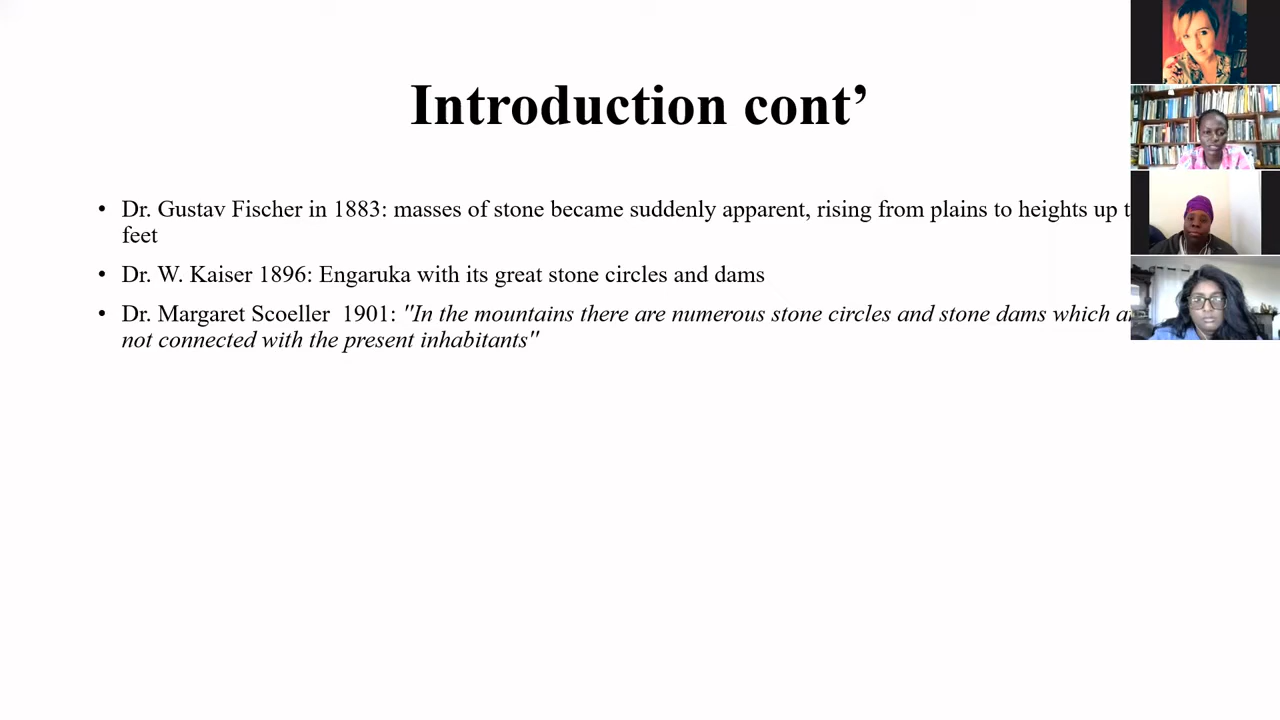 Introduction cont’
• Dr. Gustav Fischer in 1883: masses of stone became suddenly apparent, rising from plains to heights up
feet
• Dr. W. Kaiser 1896: Engaruka with its great stone circles and dams
• Dr. Margaret Scoeller 1901: "In the mountains there are numerous stone circles and stone dams which
not connected with the present inhabitants"